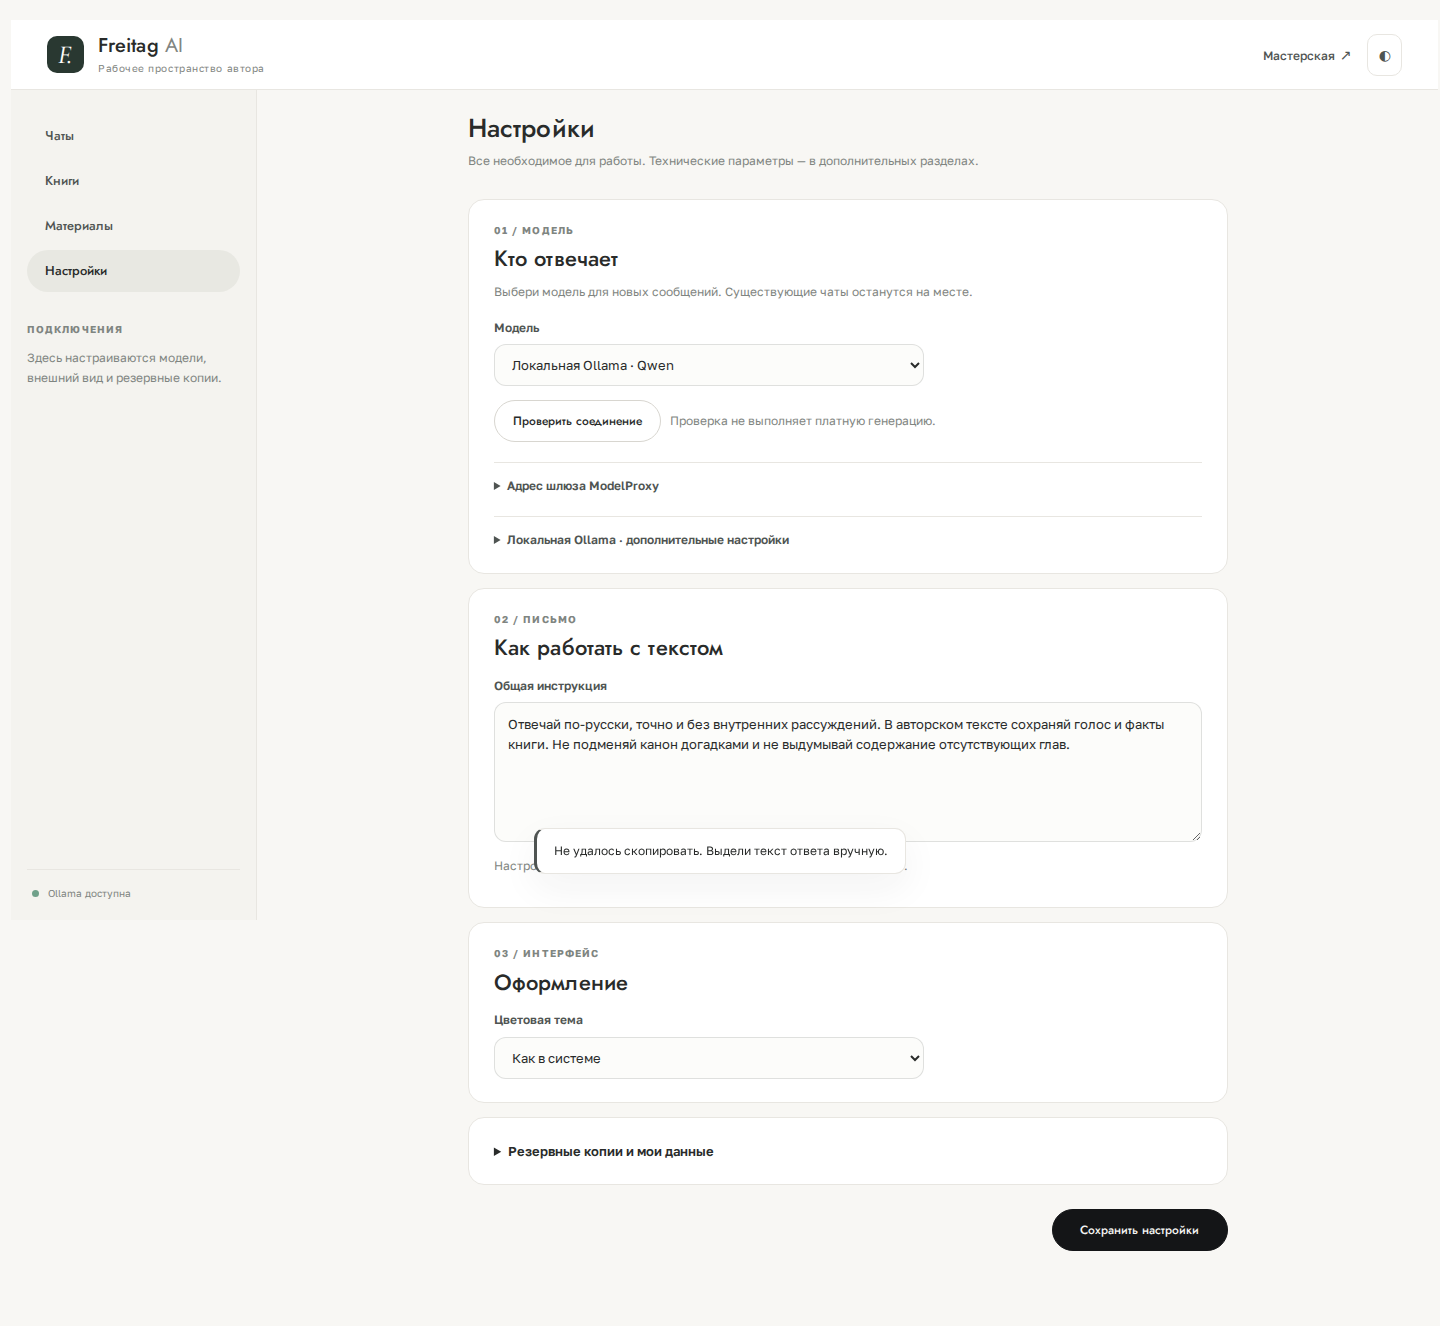 F.
Freitag AI
Рабочее пространство автора
Мастерская ↗
Чаты
Книги
Материалы
Настройки
ПОДКЛЮЧЕНИЯ
Здесь настраиваются модели,
внешний вид и резервные копии.
Ollama доступна
Настройки
Все необходимое для работы. Технические параметры — в дополнительных разделах.
01 / МОДЕЛЬ
Кто отвечает
Выбери модель для новых сообщений. Существующие чаты останутся на месте.
Модель
Локальная Ollama · Qwen
Проверить соединение
Проверка не выполняет платную генерацию.
Адрес шлюза ModelProxy
Локальная Ollama · дополнительные настройки
02 / ПИСЬМО
Как работать с текстом
Общая инструкция
Отвечай по-русски, точно и без внутренних рассуждений. В авторском тексте сохраняй голос и факты
книги. Не подменяй канон догадками и не выдумывай содержание отсутствующих глав.
Не удалось скопировать. Выдели текст ответа вручную.
03 / ИНТЕРФЕЙС
Оформление
Цветовая тема
Как в системе
Резервные копии и мои данные
Сохранить настройки